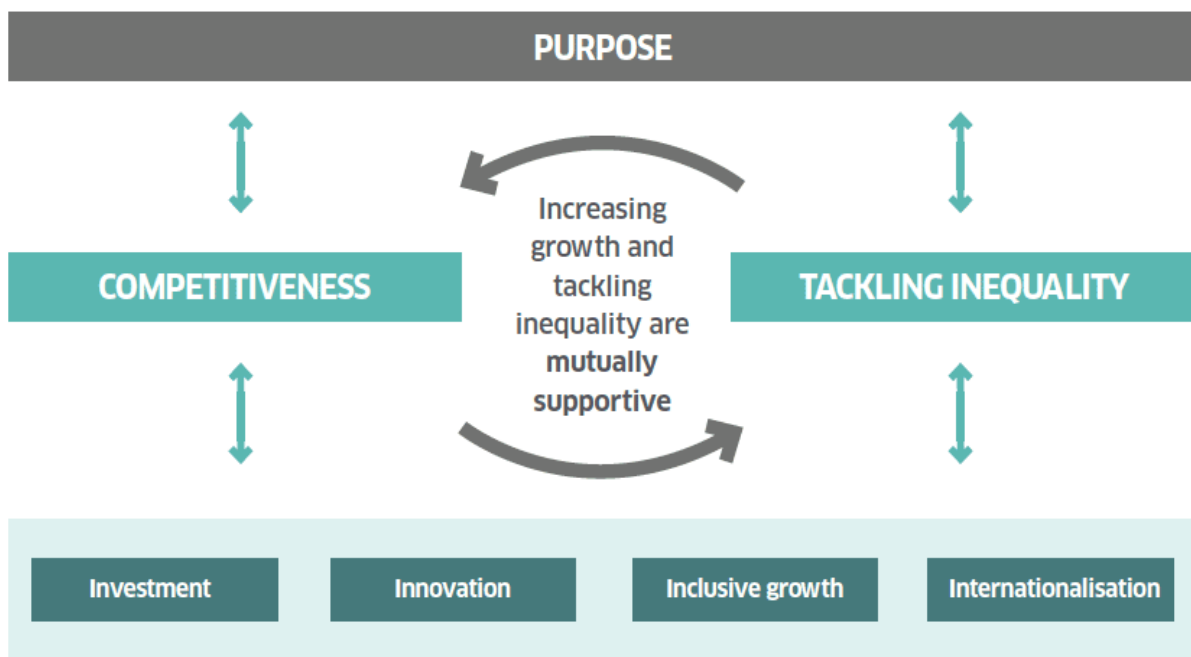 PURPOSE
COMPETITIVENESS
Increasing
growth and
tackling
inequality are
mutually
supportive
TACKLING INEQUALITY
Investment
Innovation
Inclusive growth
Internationalisation